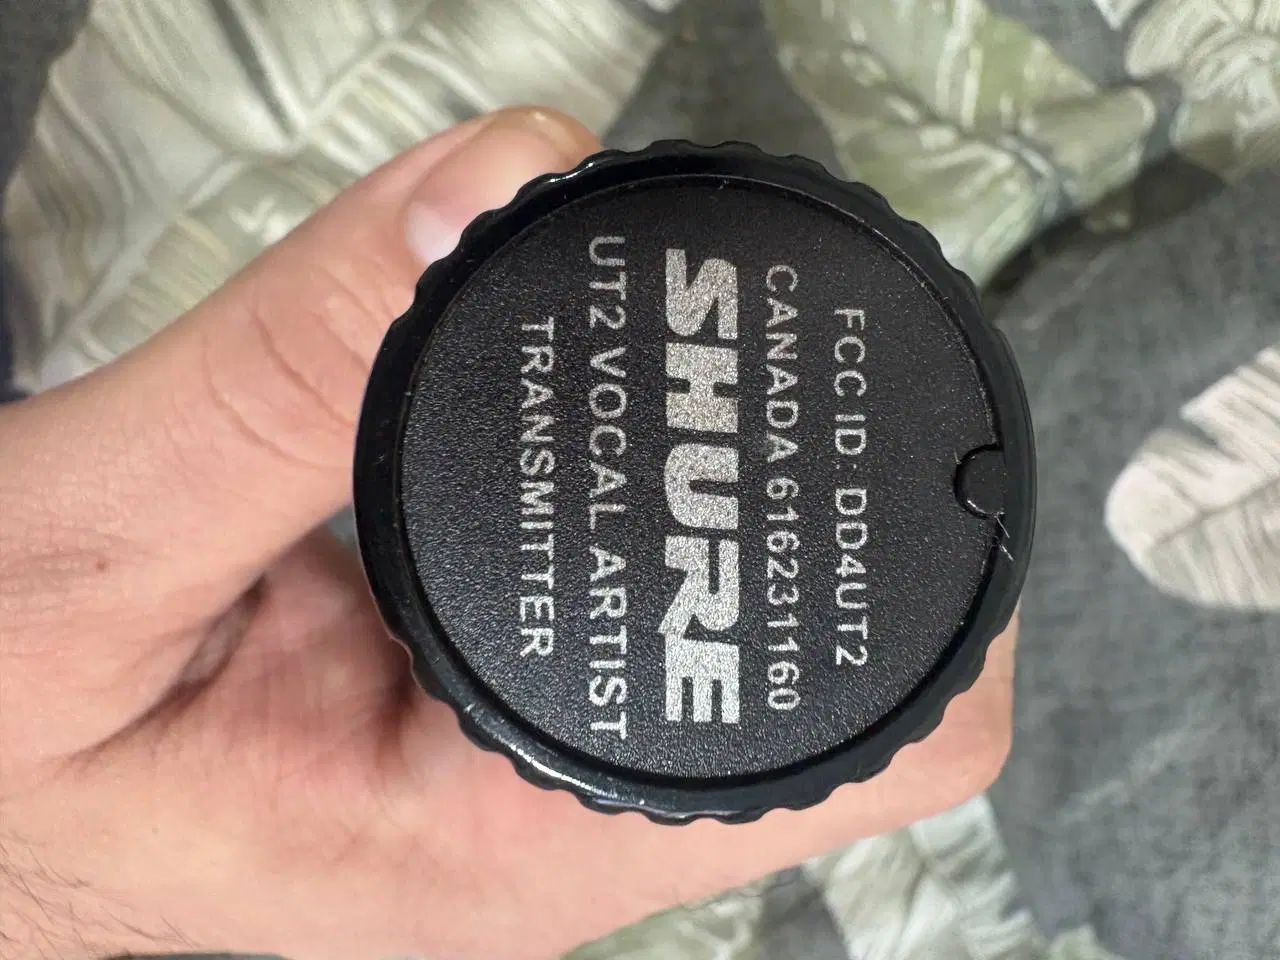 FCC ID: DD4UT2
CANADA 616231160
SHURE
UT2 VOCAL ARTIST
TRANSMITTER